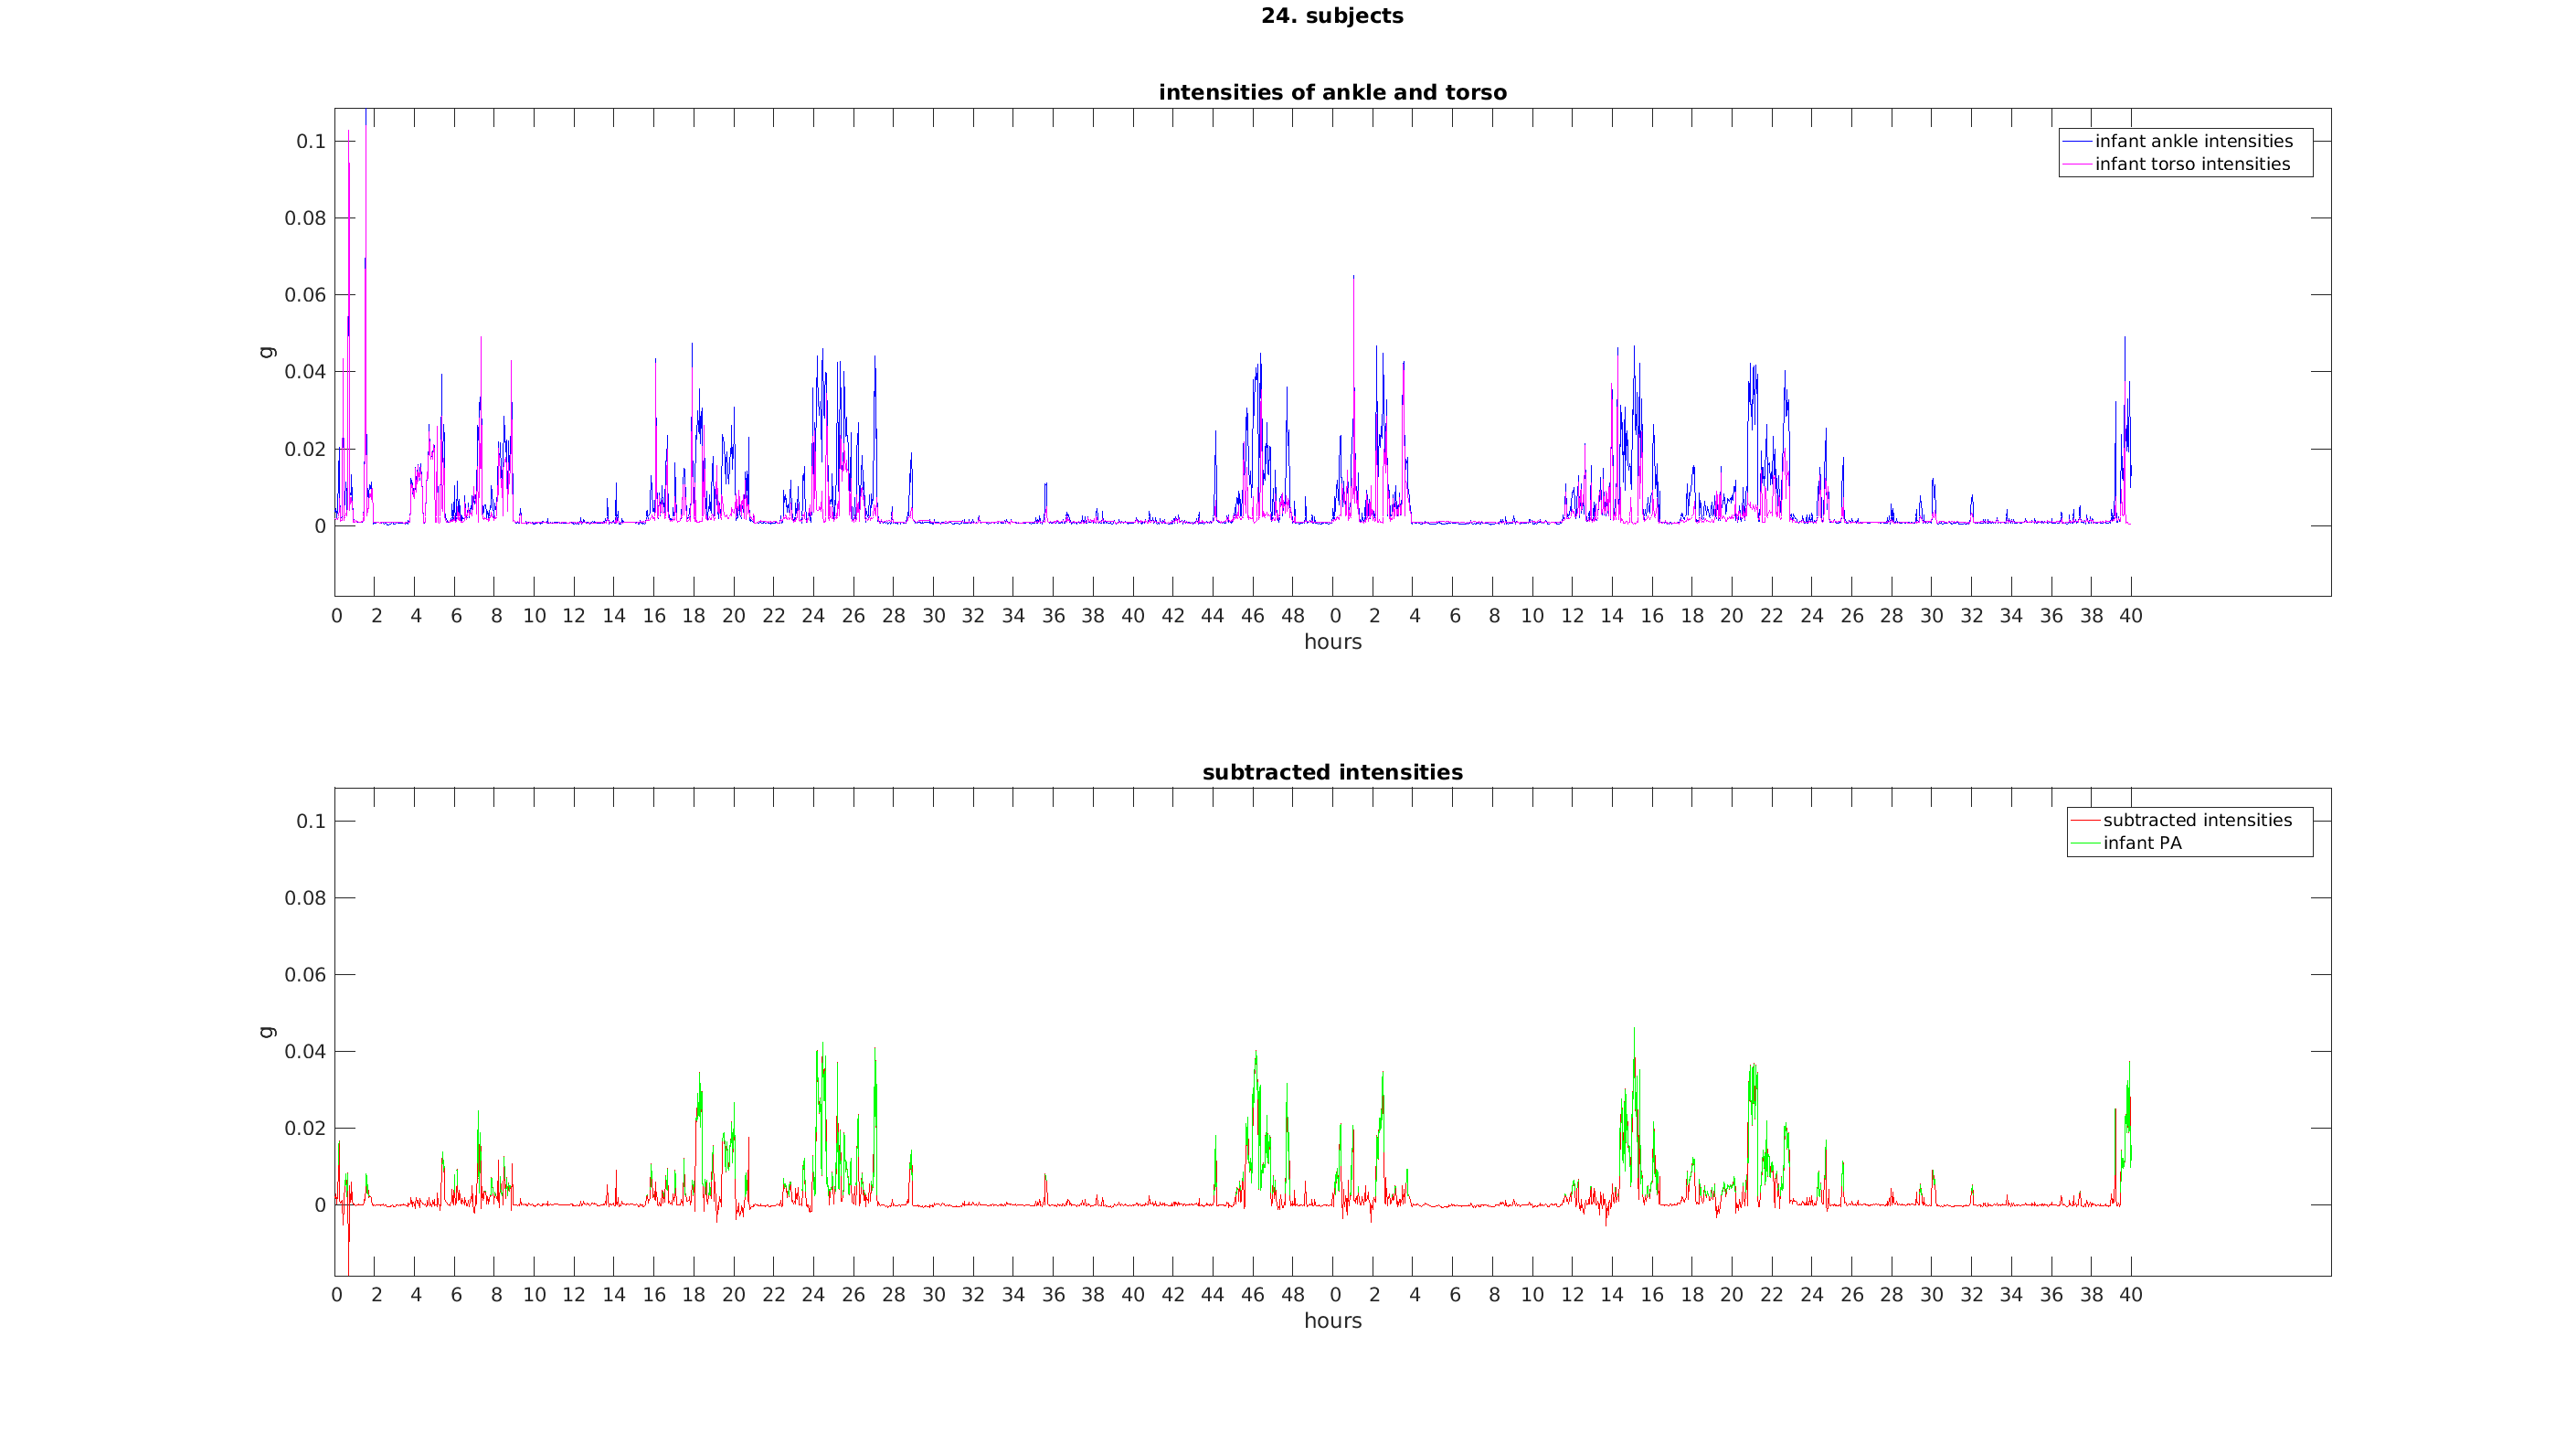 24. subjects
intensities of ankle and torso
infant ankle intensities
infant torso intensities
0.1
0.08
0.06
0.04
0.02
0
g
0 2 4 6 8 10 12 14 16 18 20 22 24 26 28 30 32 34 36 38 40 42 44 46 48 0 2 4 6 8 10 12 14 16 18 20 22 24 26 28 30 32 34 36 38 40
hours
subtracted intensities
subtracted intensities
infant PA
0.1
0.08
0.06
0.04
0.02
0
g
0 2 4 6 8 10 12 14 16 18 20 22 24 26 28 30 32 34 36 38 40 42 44 46 48 0 2 4 6 8 10 12 14 16 18 20 22 24 26 28 30 32 34 36 38 40
hours